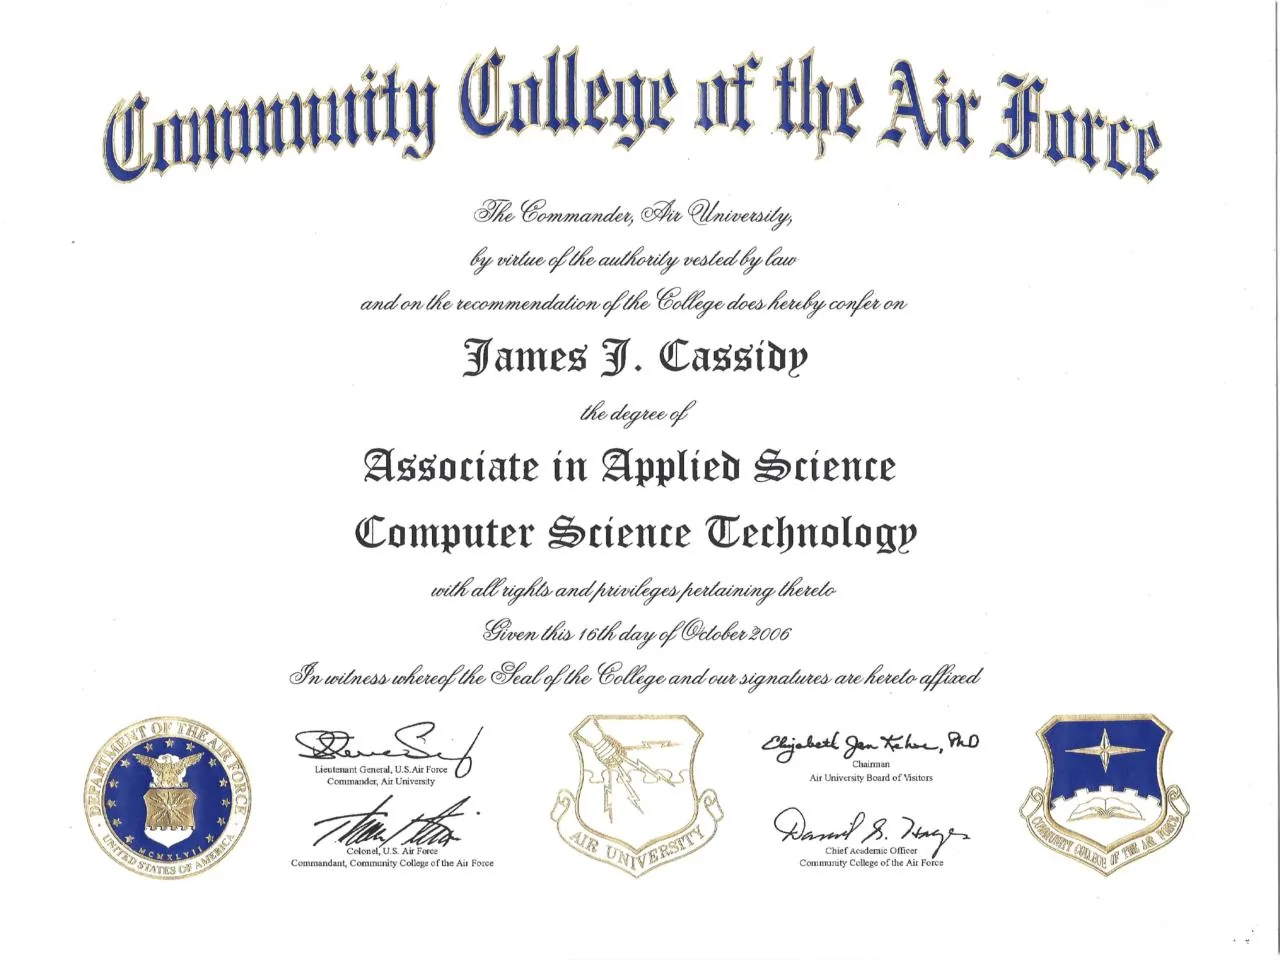 Community College of the Air Force
The Commander, Air University,
by virtue of the authority vested by law
and on the recommendation of the College does hereby confer on
James J. Cassidy
the degree of
Associate in Applied Science
Computer Science Technology
with all rights and privileges pertaining thereto
Given this 16th day of October 2006
In witness whereof the Seal of the College and our signatures are hereto affixed
DEPARTMENT OF THE AIR FORCE
MCMXLVII
UNITED STATES OF AMERICA
Lieutenant General, U.S.Air Force
Commander, Air University
Colonel, U.S. Air Force
Commandant, Community College of the Air Force
AIR UNIVERSITY
Elizabeth Jan Kehoe, PhD
Chairman
Air University Board of Visitors
Chief Academic Officer
Community College of the Air Force
COMMUNITY COLLEGE OF THE AIR FORCE